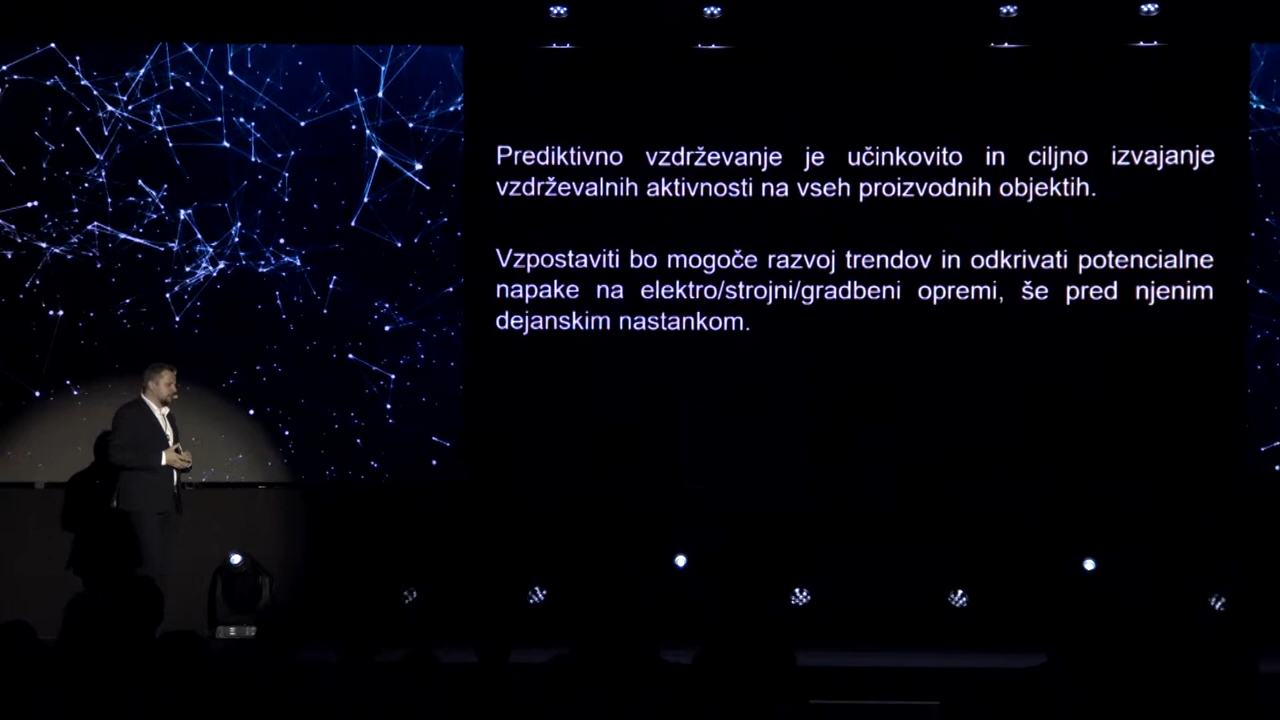 Prediktivno vzdrževanje je učinkovito in ciljno izvajanje
vzdrževalnih aktivnosti na vseh proizvodnih objektih.
Vzpostaviti bo mogoče razvoj trendov in odkrivati potencialne
napake na elektro/strojni/gradbeni opremi, še pred njenim
dejanskim nastankom.